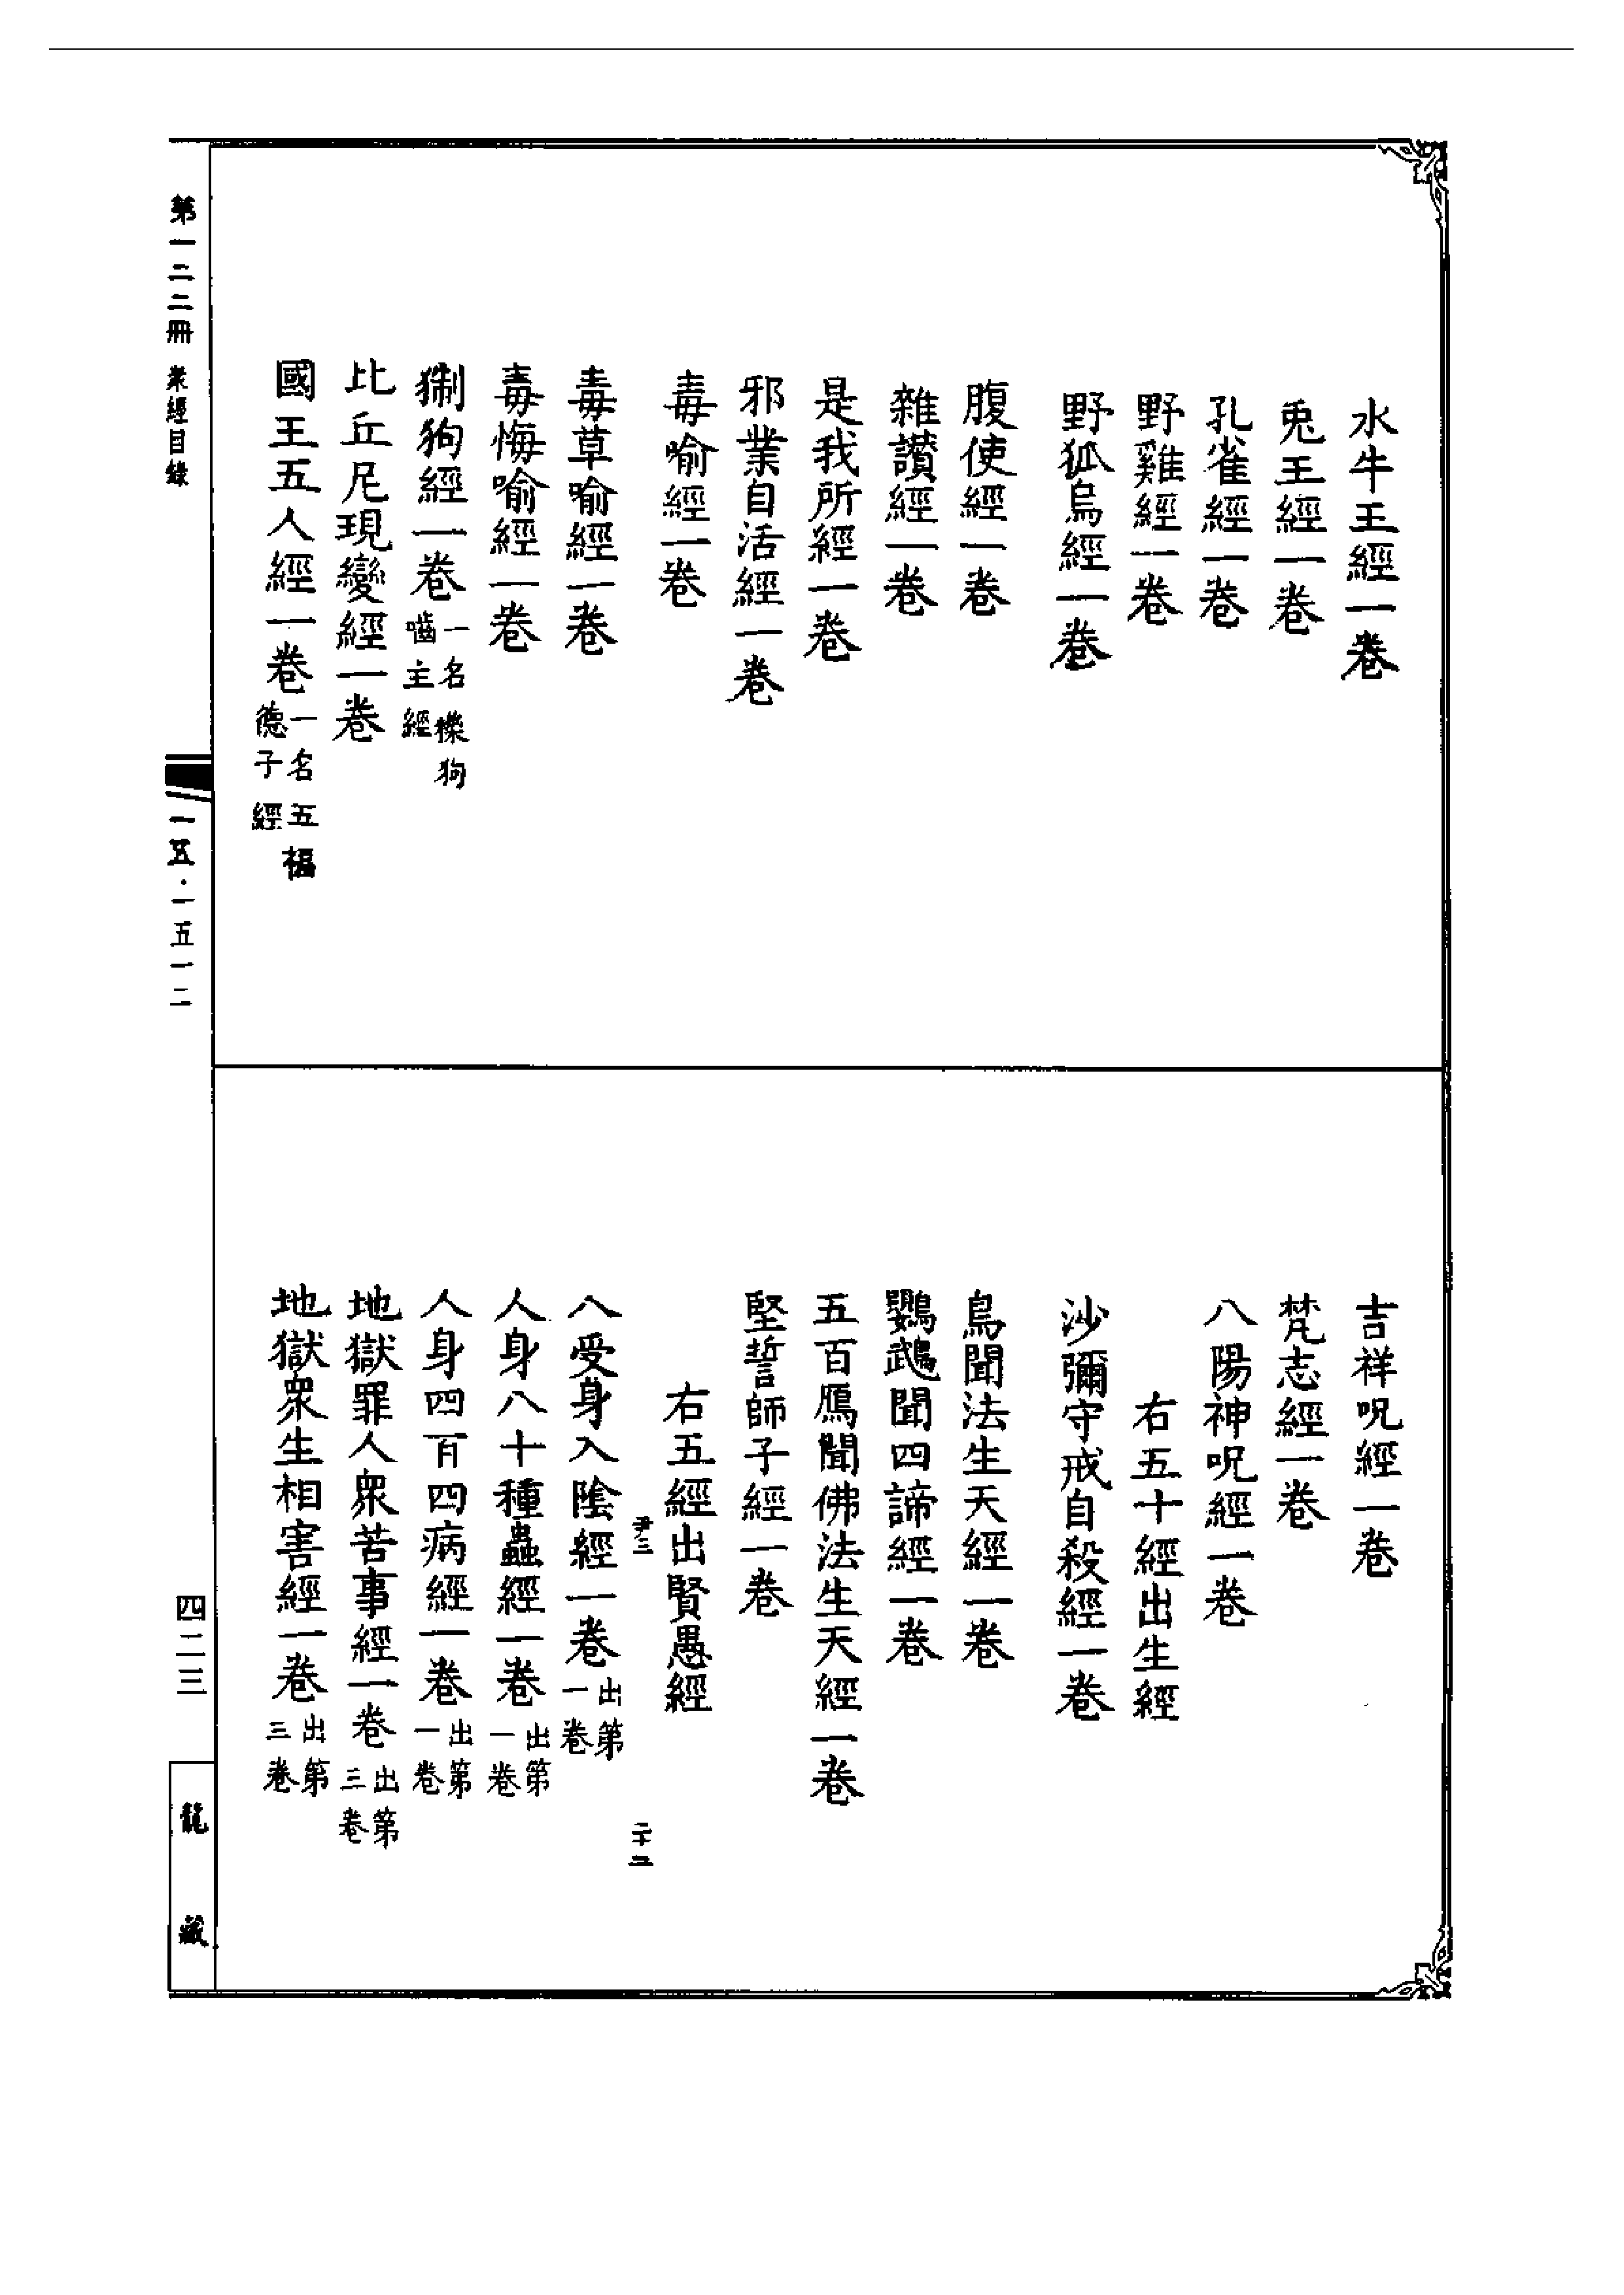 水牛王經一卷
兎王經一卷
孔雀經一卷
野雞經一卷
野狐烏經一卷
腹使經一卷
雜讚經一卷
是我所經一卷
邪業自活經一卷
毒喻經一卷
毒草喻經一卷
毒悔喻經一卷
猘狗經一卷一名㹱狗
嚙主經
比丘尼現變經一卷
國王五人經一卷一名五福
德子經
吉祥呪經一卷
梵志經一卷
八陽神呪經一卷
右五十經出生經
沙彌守戒自殺經一卷
鳥聞法生天經一卷
鸚鵡聞四諦經一卷
五百鴈聞佛法生天經一卷
堅誓師子經一卷
右五經出賢愚經
尹三
八受身入陰經一卷出第
一卷
人身八十種蟲經一卷出第
一卷
人身四百四病經一卷出第
一卷
地獄罪人衆苦事經一卷出第
三卷
地獄衆生相害經一卷出第
三卷
第一二二冊 衆經目錄
一五·一五一二
四二三
龍藏